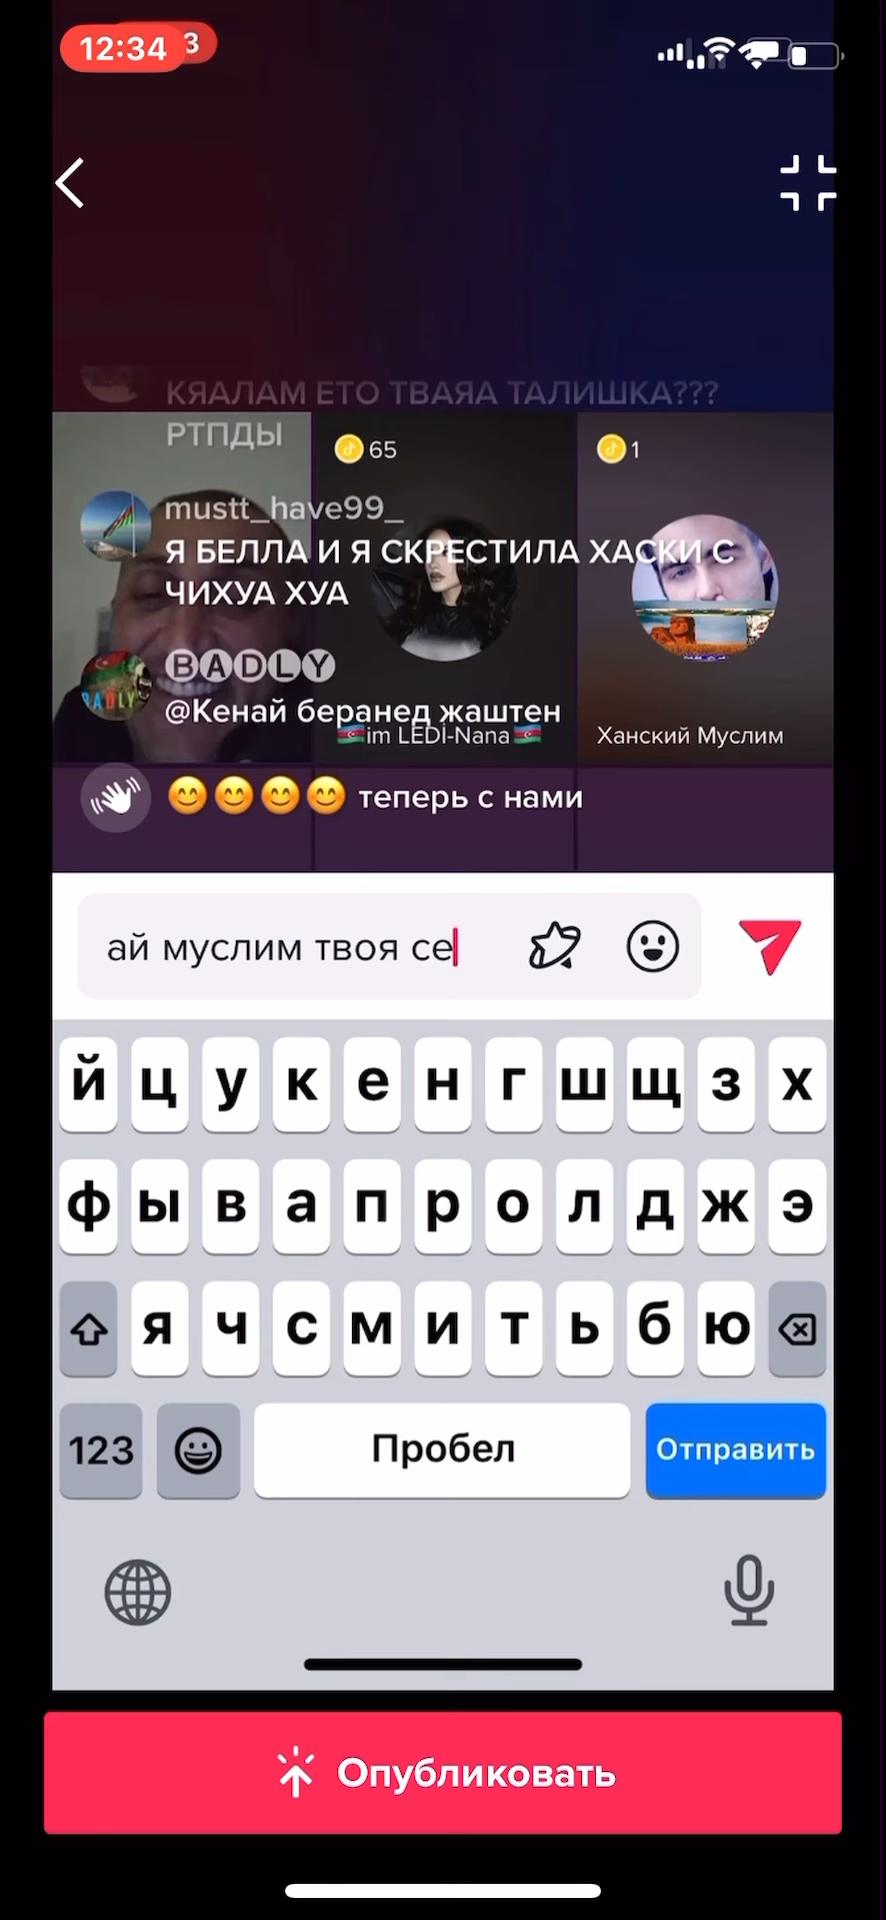 12:34
3
КЯАЛАМ ЕТО ТВАЯА ТАЛИШКА???
РТПДЫ
65
1
mustt_have99_
Я БЕЛЛА И Я СКРЕСТИЛА ХАСКИ С
ЧИХУА ХУА
BADLY
@Кенай беранед жаштен
🇦🇿im LEDİ-Nana🇦🇿
Ханский Муслим
😊😊😊😊 теперь с нами
ай муслим твоя се
й ц у к е н г ш щ з х
ф ы в а п р о л д ж э
я ч с м и т ь б ю
123
Пробел
Отправить
Опубликовать